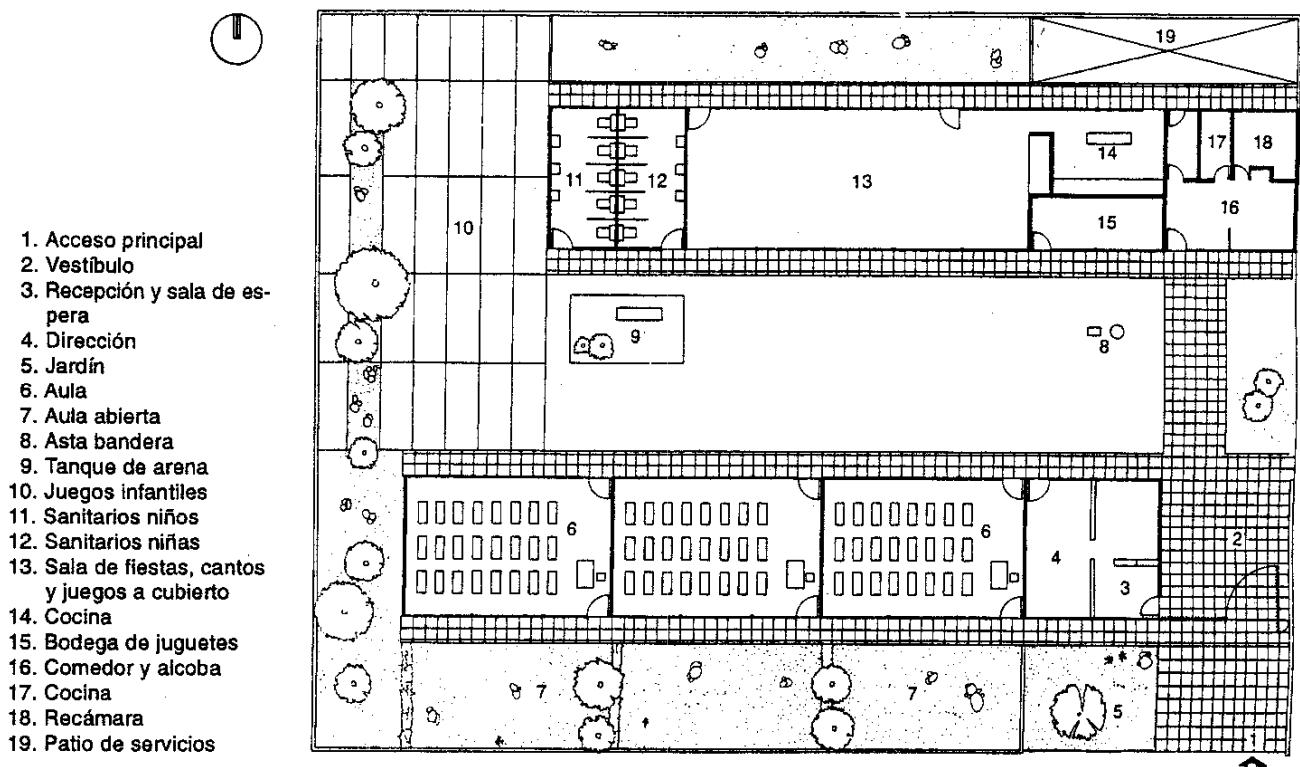 1. Acceso principal
2. Vestíbulo
3. Recepción y sala de es-
pera
4. Dirección
5. Jardín
6. Aula
7. Aula abierta
8. Asta bandera
9. Tanque de arena
10. Juegos infantiles
11. Sanitarios niños
12. Sanitarios niñas
13. Sala de fiestas, cantos
y juegos a cubierto
14. Cocina
15. Bodega de juguetes
16. Comedor y alcoba
17. Cocina
18. Recámara
19. Patio de servicios
19
17
18
14
11
12
13
16
15
10
9
8
6
6
2
4
3
7
7
5
1